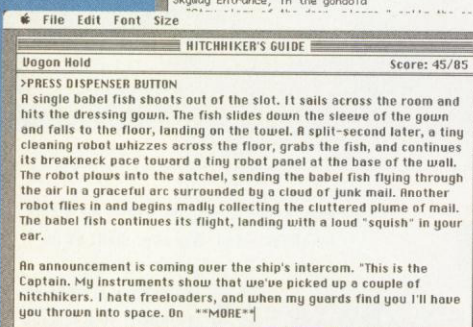 Skyway Entrance, in the gondola
File Edit Font Size
HITCHHIKER'S GUIDE
Vogon Hold Score: 45/85
>PRESS DISPENSER BUTTON
A single babel fish shoots out of the slot. It sails across the room and
hits the dressing gown. The fish slides down the sleeve of the gown
and falls to the floor, landing on the towel. A split-second later, a tiny
cleaning robot whizzes across the floor, grabs the fish, and continues
its breakneck pace toward a tiny robot panel at the base of the wall.
The robot plows into the satchel, sending the babel fish flying through
the air in a graceful arc surrounded by a cloud of junk mail. Another
robot flies in and begins madly collecting the cluttered plume of mail.
The babel fish continues its flight, landing with a loud "squish" in your
ear.
An announcement is coming over the ship's intercom. "This is the
Captain. My instruments show that we've picked up a couple of
hitchhikers. I hate freeloaders, and when my guards find you I'll have
you thrown into space. On **MORE**